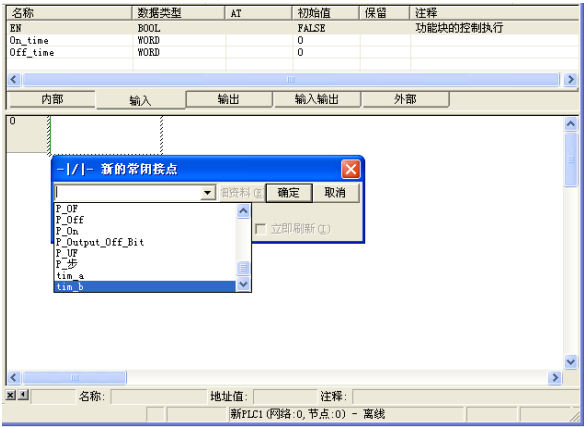 名称 数据类型 AT 初始值 保留 注释
EN BOOL FALSE 功能块的控制执行
On_time WORD 0
Off_time WORD 0
内部 输入 输出 输入输出 外部
0
-|/|- 新的常闭接点
细资料(E) 确定 取消
P_OF
P_Off
立即刷新(I)
P_On
P_Output_Off_Bit
P_UF
P_步
tim_a
tim_b
名称: 地址值: 注释:
新PLC1(网络:0,节点:0) - 离线